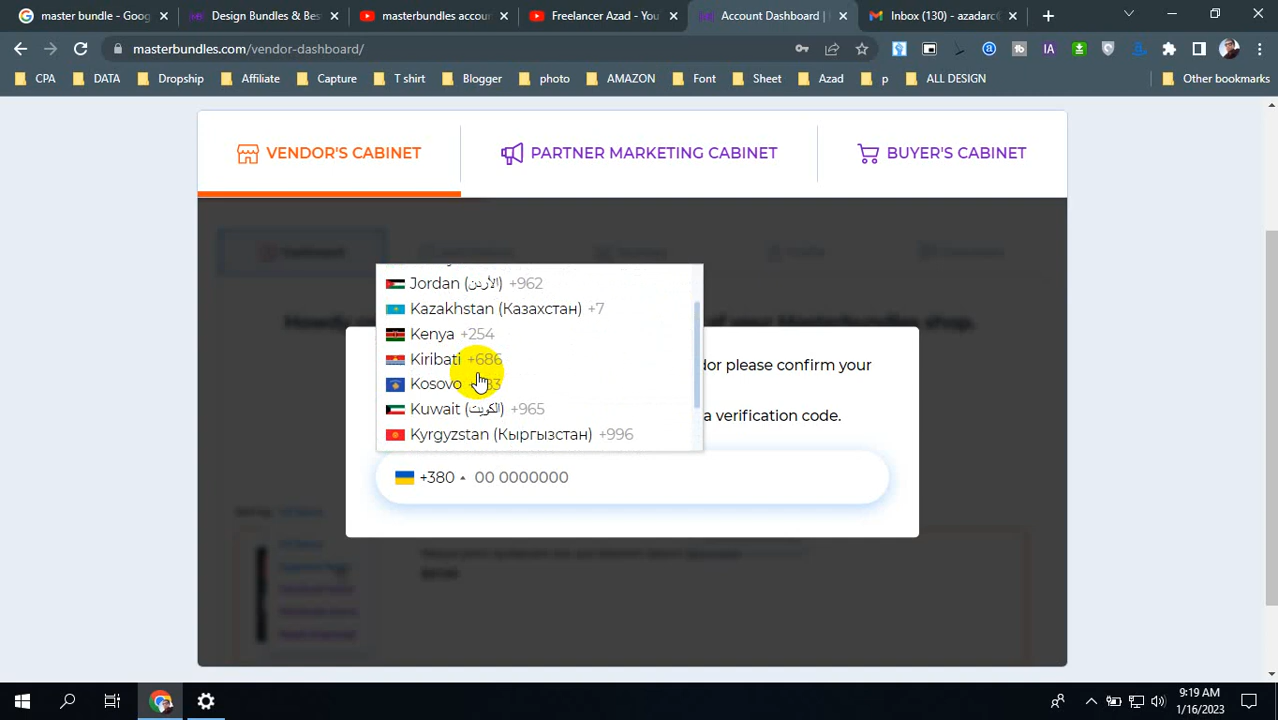 master bundle - Goog
Design Bundles & Bes
masterbundles accou
Freelancer Azad - You
Account Dashboard |
Inbox (130) - azadarc
masterbundles.com/vendor-dashboard/
CPA
DATA
Dropship
Affiliate
Capture
T shirt
Blogger
photo
AMAZON
Font
Sheet
Azad
p
ALL DESIGN
Other bookmarks
VENDOR'S CABINET
PARTNER MARKETING CABINET
BUYER'S CABINET
Jordan (الأردن) +962
Kazakhstan (Казахстан) +7
Kenya +254
Kiribati +686
Kosovo
Kuwait (الكويت) +965
Kyrgyzstan (Кыргызстан) +996
dor please confirm your
a verification code.
+380 00 0000000
9:19 AM
1/16/2023